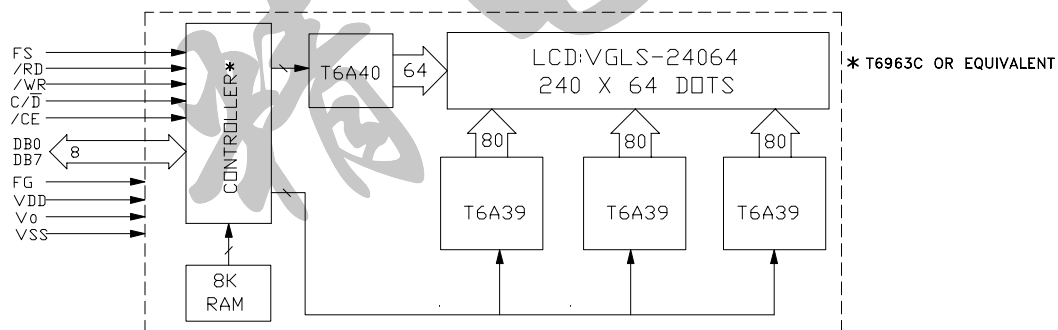 FS
/RD
/WR
C/D̅
/CE
DB0
DB7
8
FG
VDD
Vo
VSS
CONTROLLER*
8K
RAM
T6A40
64
LCD:VGLS-24064
240 X 64 DOTS
* T6963C OR EQUIVALENT
80
80
80
T6A39
T6A39
T6A39